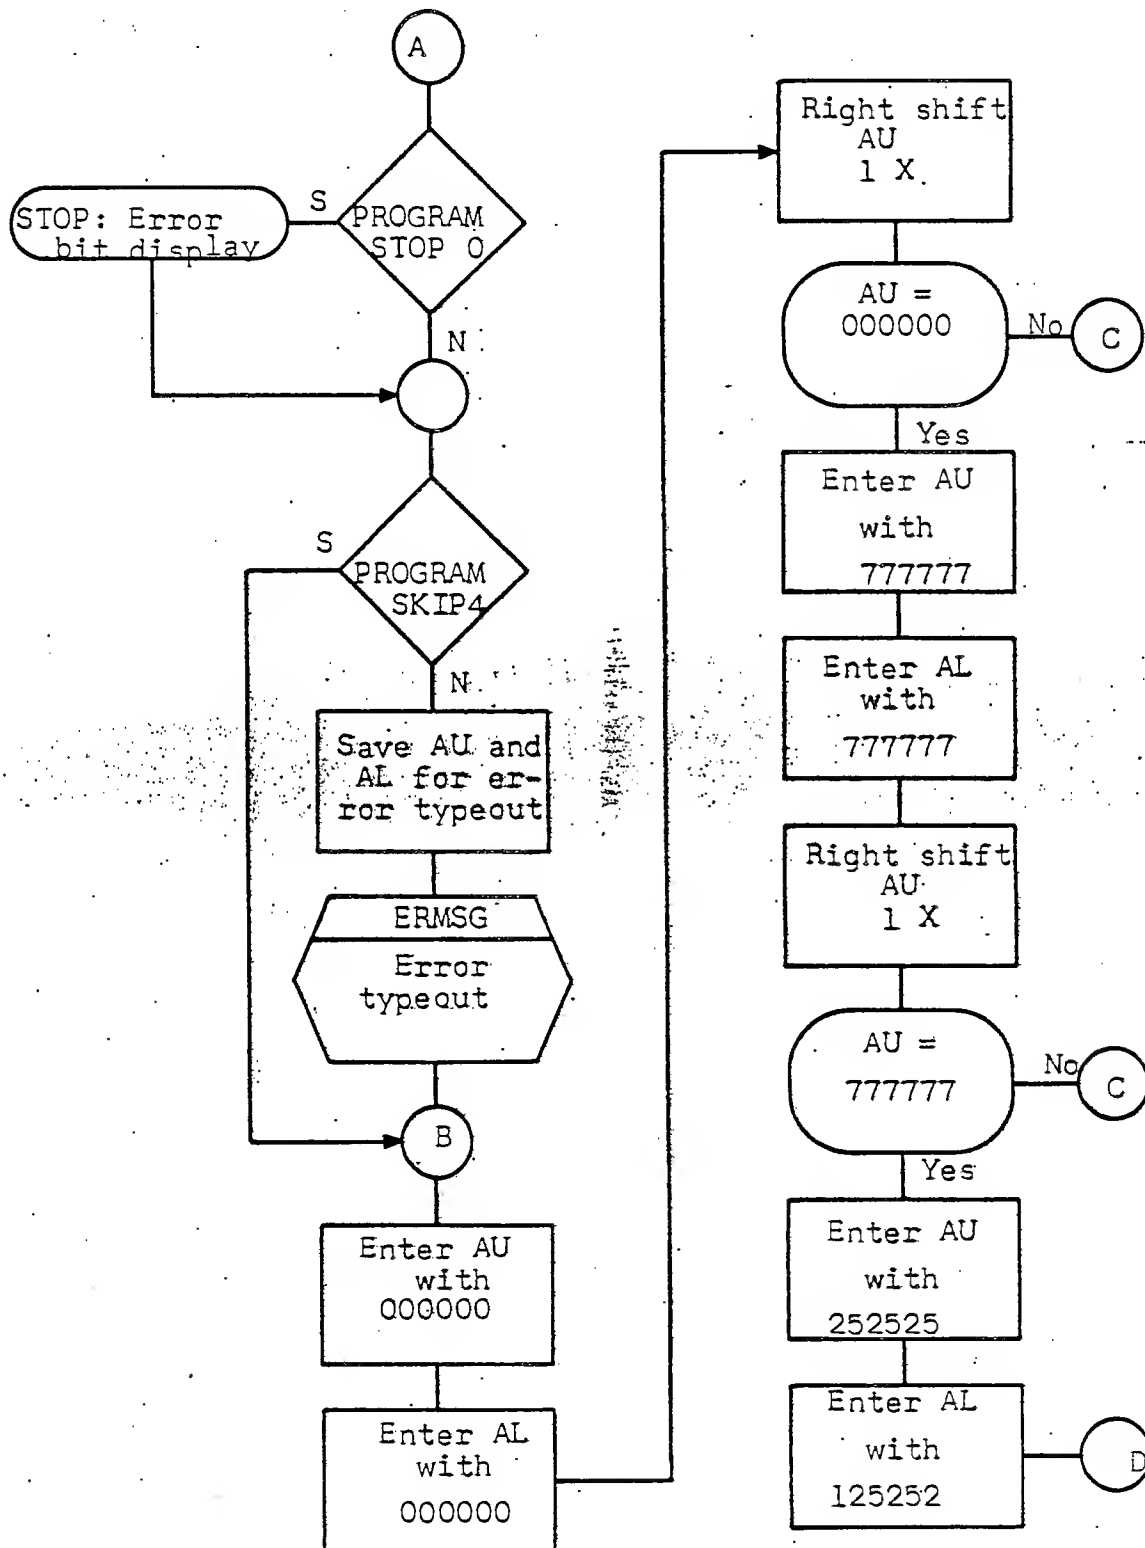 A
S
PROGRAM
STOP 0
STOP: Error
bit display
N
S
PROGRAM
SKIP4
N
Save AU and
AL for er-
ror typeout
ERMSG
Error
typeout
B
Enter AU
with
000000
Enter AL
with
000000
Right shift
AU
1 X
AU =
000000
No
C
Yes
Enter AU
with
777777
Enter AL
with
777777
Right shift
AU
1 X
AU =
777777
No
C
Yes
Enter AU
with
252525
Enter AL
with
125252
D